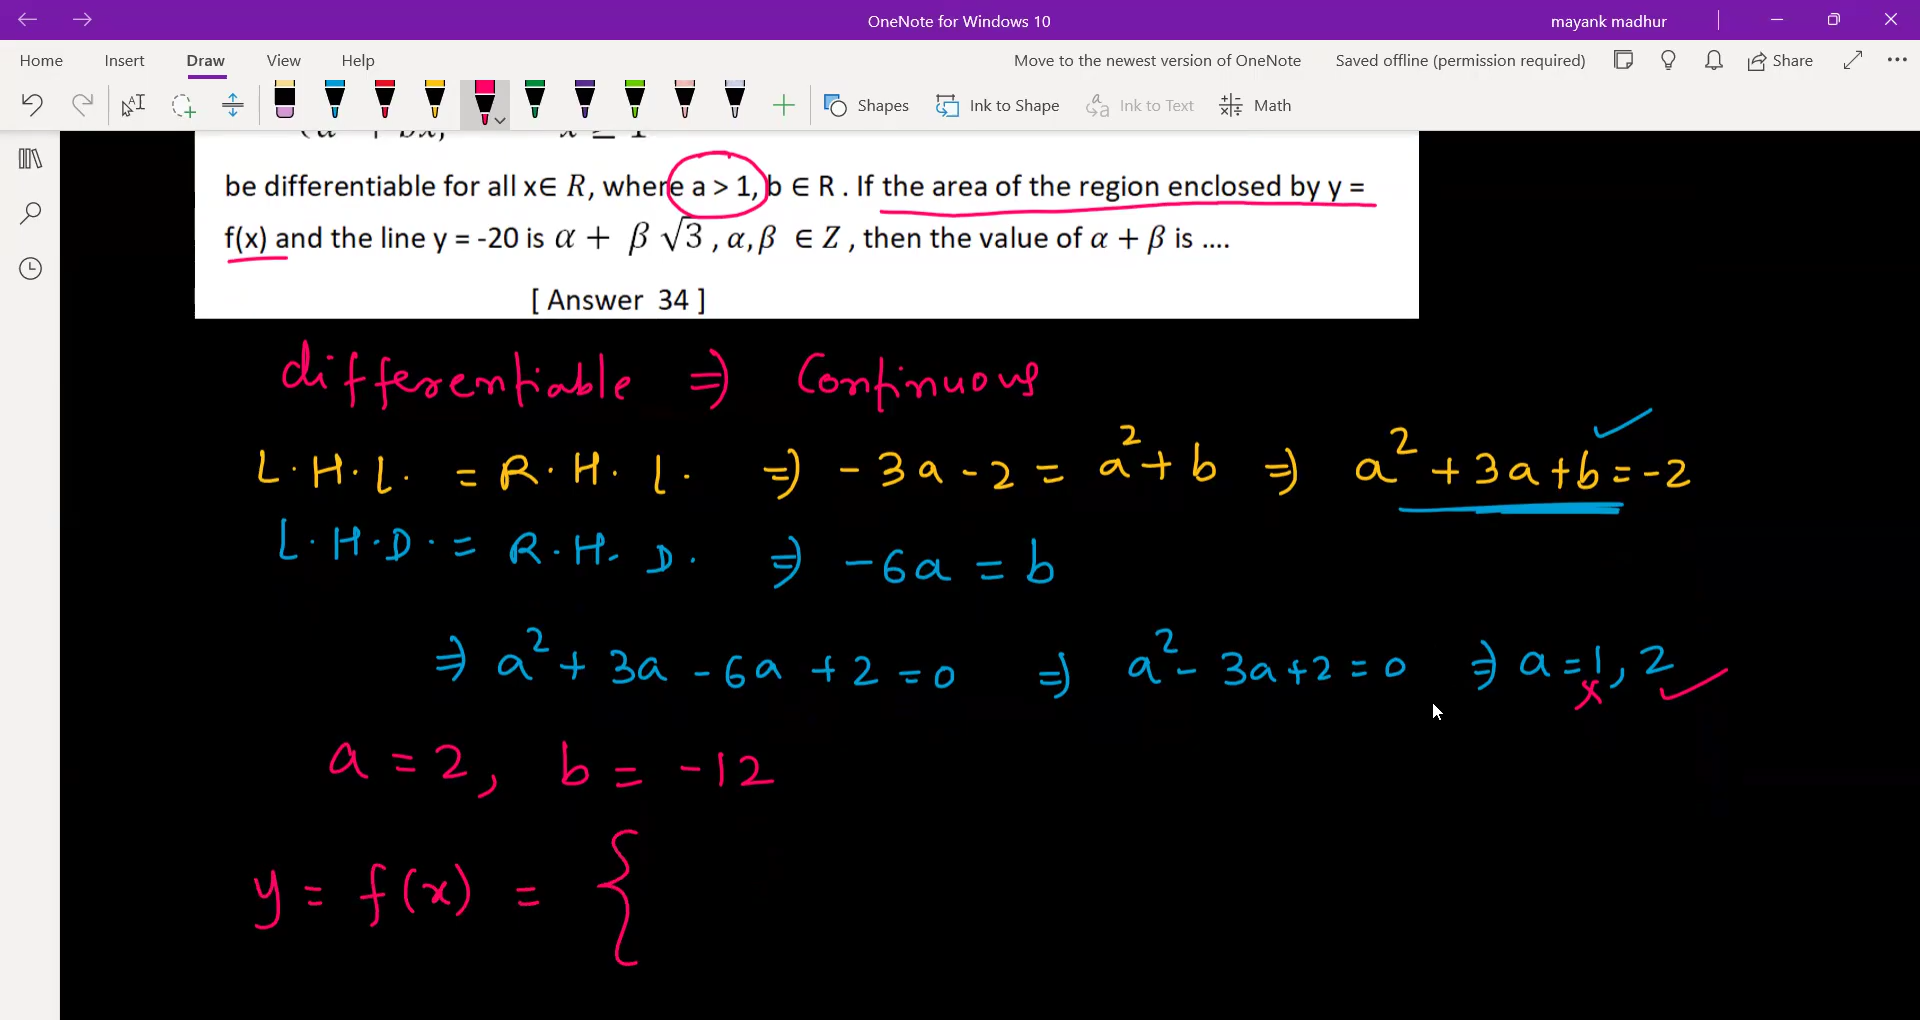 OneNote for Windows 10
mayank madhur
Home Insert Draw View Help
Move to the newest version of OneNote
Saved offline (permission required)
Share
Shapes
Ink to Shape
Ink to Text
Math
be differentiable for all x∈ R, where a > 1, b ∈ R . If the area of the region enclosed by y =
f(x) and the line y = -20 is α + β √3 , α, β ∈ Z , then the value of α + β is ....
[ Answer 34 ]
differentiable ⇒ Continuous
L.H.L. = R.H.L. ⇒ -3a-2 = a²+b ⇒ a²+3a+b=-2
L.H.D. = R.H.D. ⇒ -6a = b
⇒ a²+3a-6a+2=0 ⇒ a²-3a+2=0 ⇒ a=1, 2
a=2, b=-12
y = f(x) = {